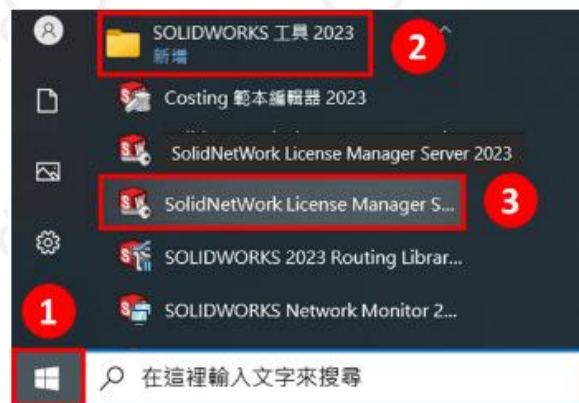 SOLIDWORKS 工具 2023
新增
2
Costing 範本編輯器 2023
SolidNetWork License Manager Server 2023
SolidNetWork License Manager S...
3
SOLIDWORKS 2023 Routing Librar...
1
SOLIDWORKS Network Monitor 2...
在這裡輸入文字來搜尋